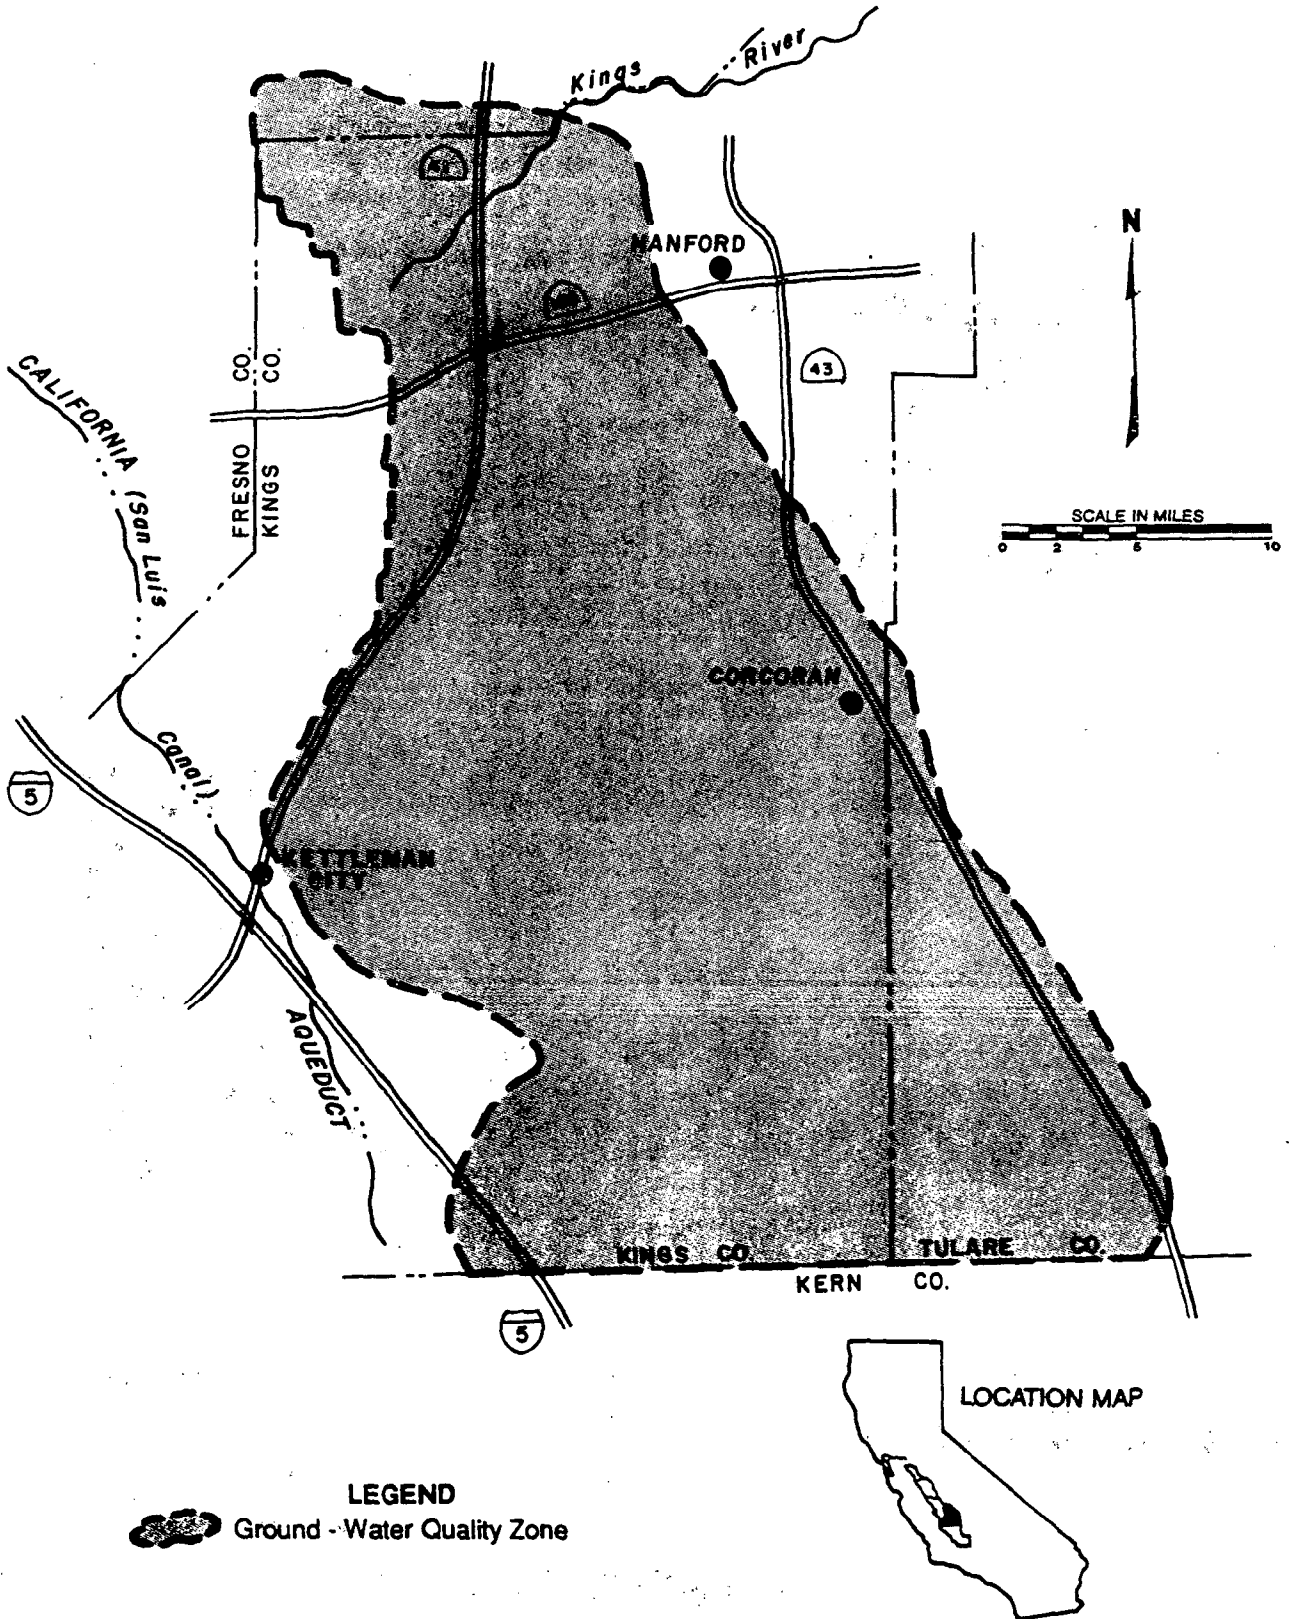 Kings River
41
HANFORD
N
43
CALIFORNIA (San Luis
FRESNO CO.
KINGS CO.
SCALE IN MILES
0 2 5 10
CORCORAN
Canal)
5
KETTLEMAN
CITY
AQUEDUCT
KINGS CO.
TULARE CO.
KERN CO.
5
LOCATION MAP
LEGEND
Ground - Water Quality Zone